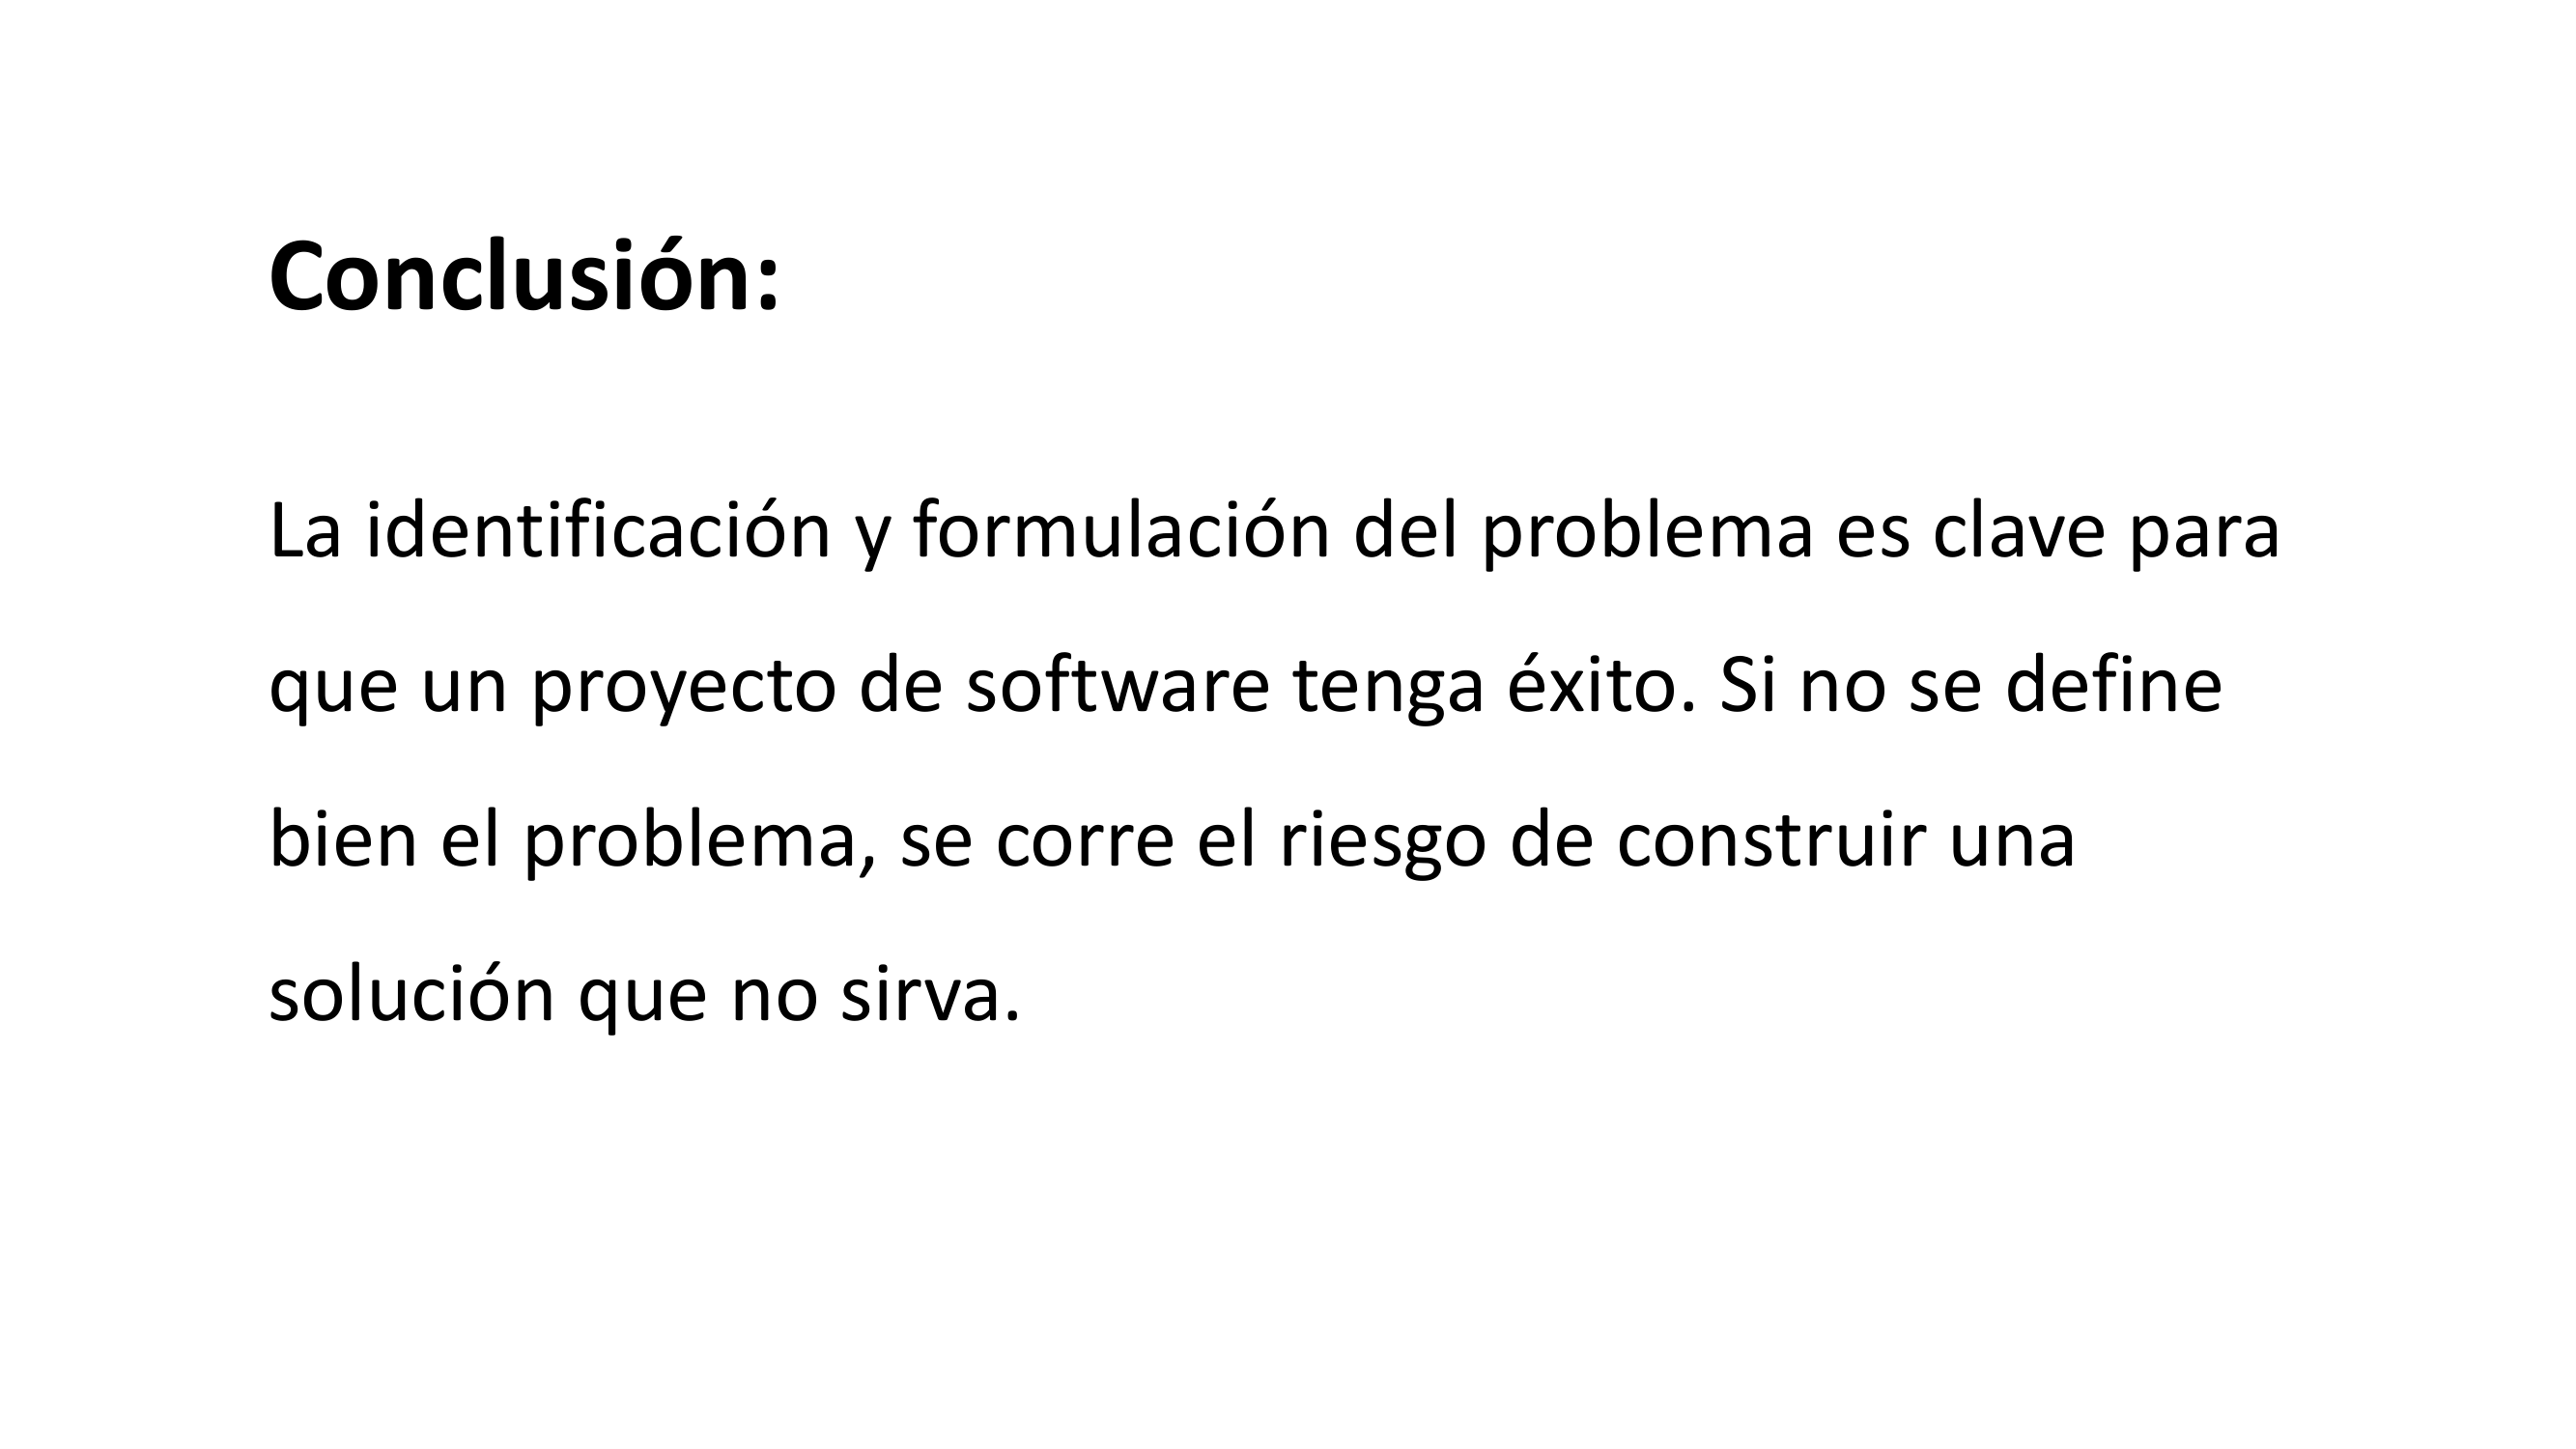 Conclusión:
La identificación y formulación del problema es clave para
que un proyecto de software tenga éxito. Si no se define
bien el problema, se corre el riesgo de construir una
solución que no sirva.